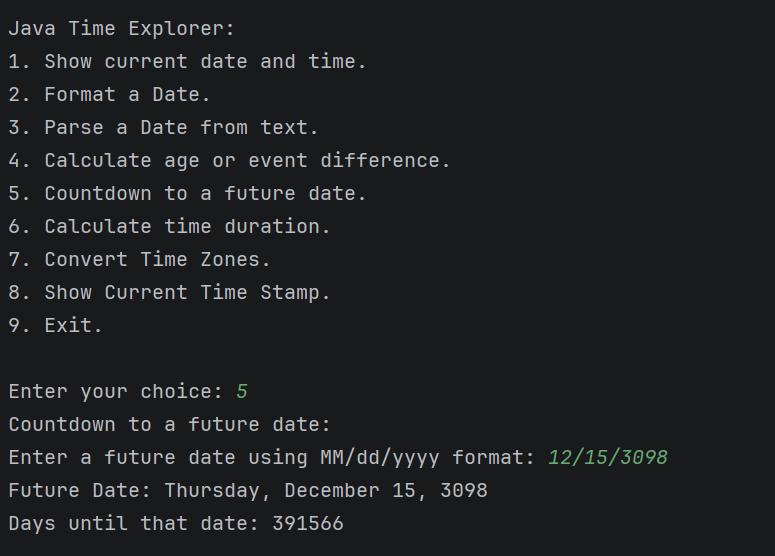 Java Time Explorer:
1. Show current date and time.
2. Format a Date.
3. Parse a Date from text.
4. Calculate age or event difference.
5. Countdown to a future date.
6. Calculate time duration.
7. Convert Time Zones.
8. Show Current Time Stamp.
9. Exit.
Enter your choice: 5
Countdown to a future date:
Enter a future date using MM/dd/yyyy format: 12/15/3098
Future Date: Thursday, December 15, 3098
Days until that date: 391566